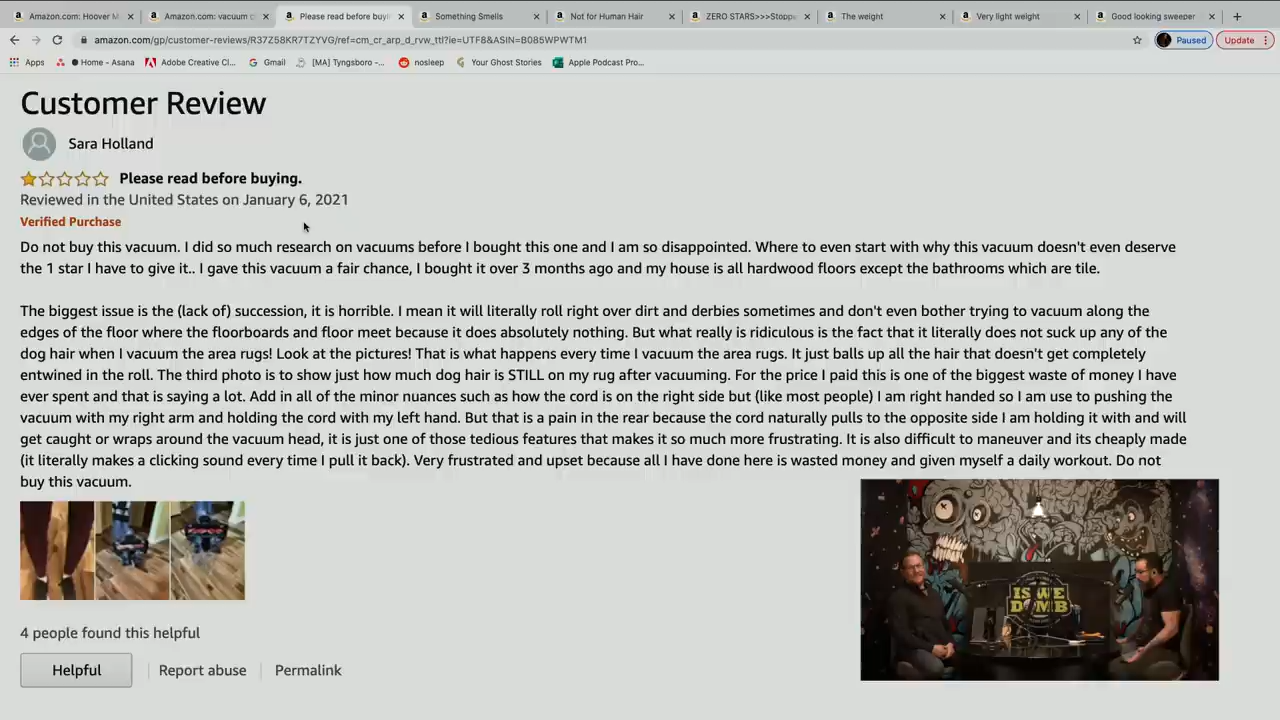 Amazon.com: Hoover M
Amazon.com: vacuum c
Please read before buyi
Something Smells
Not for Human Hair
ZERO STARS>>>Stoppe
The weight
Very light weight
Good looking sweeper
amazon.com/gp/customer-reviews/R37Z58KR7TZYVG/ref=cm_cr_arp_d_rvw_ttl?ie=UTF8&ASIN=B085WPWTM1
Paused
Update
Apps
Home - Asana
Adobe Creative Cl...
Gmail
[MA] Tyngsboro -...
nosleep
Your Ghost Stories
Apple Podcast Pro...
Customer Review
Sara Holland
Please read before buying.
Reviewed in the United States on January 6, 2021
Verified Purchase
Do not buy this vacuum. I did so much research on vacuums before I bought this one and I am so disappointed. Where to even start with why this vacuum doesn't even deserve
the 1 star I have to give it.. I gave this vacuum a fair chance, I bought it over 3 months ago and my house is all hardwood floors except the bathrooms which are tile.
The biggest issue is the (lack of) succession, it is horrible. I mean it will literally roll right over dirt and derbies sometimes and don't even bother trying to vacuum along the
edges of the floor where the floorboards and floor meet because it does absolutely nothing. But what really is ridiculous is the fact that it literally does not suck up any of the
dog hair when I vacuum the area rugs! Look at the pictures! That is what happens every time I vacuum the area rugs. It just balls up all the hair that doesn't get completely
entwined in the roll. The third photo is to show just how much dog hair is STILL on my rug after vacuuming. For the price I paid this is one of the biggest waste of money I have
ever spent and that is saying a lot. Add in all of the minor nuances such as how the cord is on the right side but (like most people) I am right handed so I am use to pushing the
vacuum with my right arm and holding the cord with my left hand. But that is a pain in the rear because the cord naturally pulls to the opposite side I am holding it with and will
get caught or wraps around the vacuum head, it is just one of those tedious features that makes it so much more frustrating. It is also difficult to maneuver and its cheaply made
(it literally makes a clicking sound every time I pull it back). Very frustrated and upset because all I have done here is wasted money and given myself a daily workout. Do not
buy this vacuum.
IS WE
DUMB
4 people found this helpful
Helpful
Report abuse
Permalink